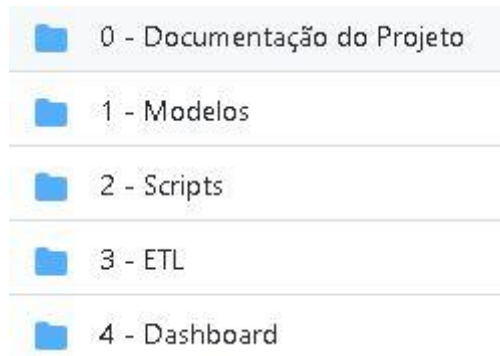 0 - Documentação do Projeto
1 - Modelos
2 - Scripts
3 - ETL
4 - Dashboard